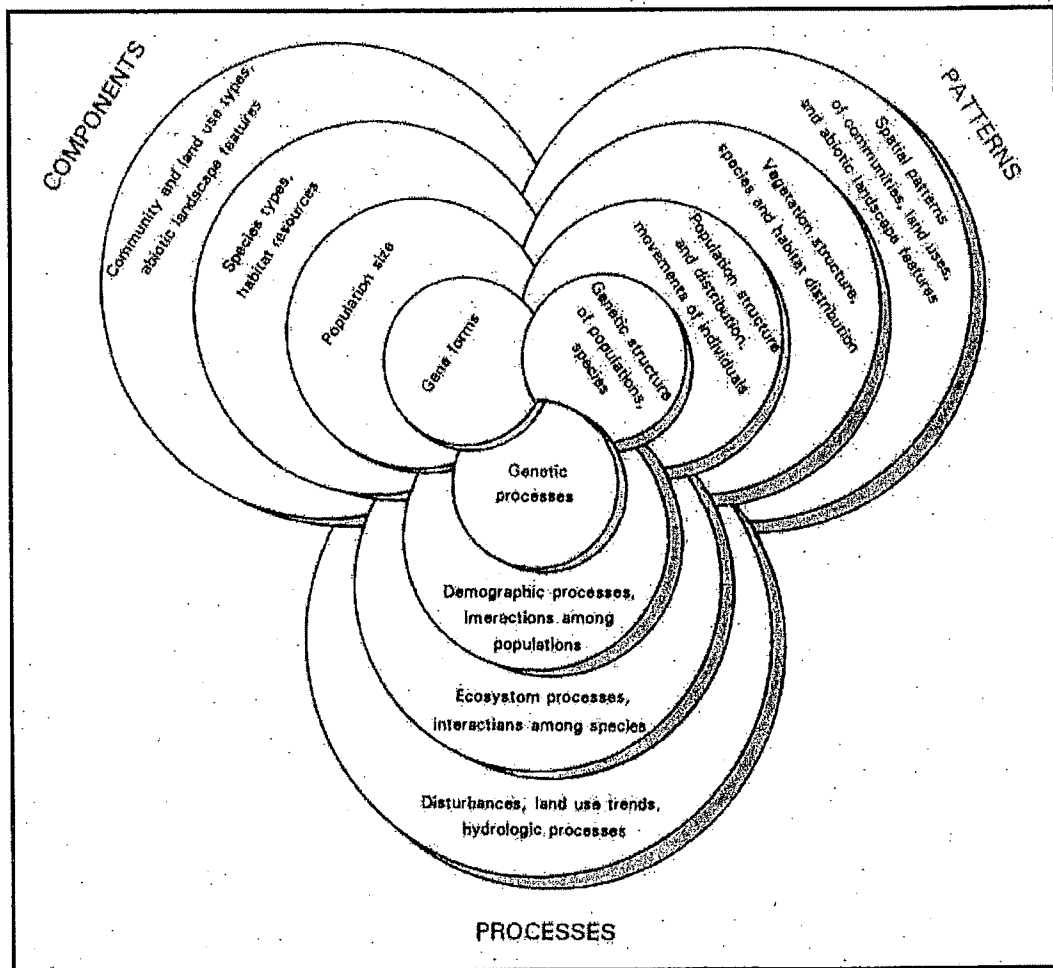 COMPONENTS
Community and land use types,
abiotic landscape features
Species types,
habitat resources
Population size
Gene forms
PATTERNS
Spatial patterns
of communities, land uses,
and abiotic landscape features
Vegetation structure,
species and habitat distribution
Population structure
and distribution,
movements of individuals
Genetic structure
of populations,
species
Genetic
processes
Demographic processes,
interactions among
populations
Ecosystem processes,
interactians among species
Disturbances, land use trends,
hydrologic processes
PROCESSES